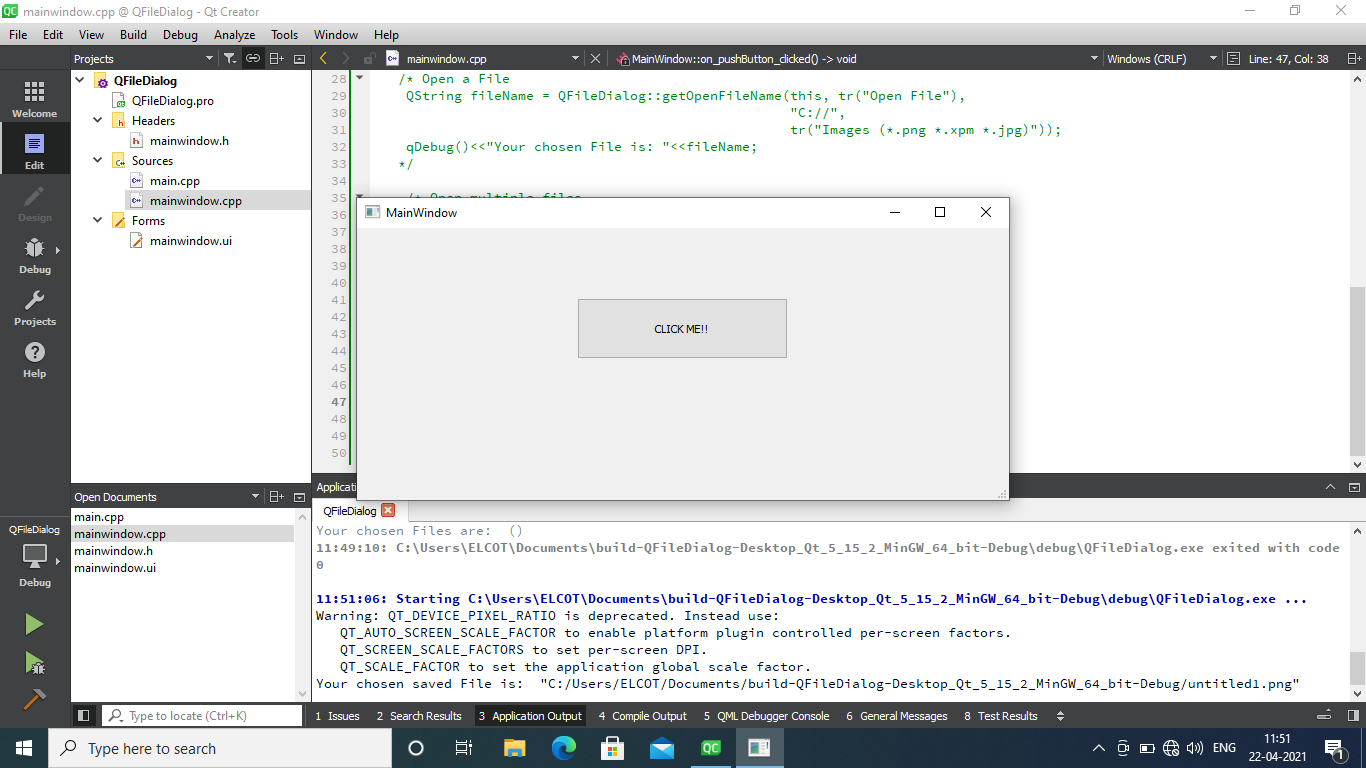 QC mainwindow.cpp @ QFileDialog - Qt Creator
File Edit View Build Debug Analyze Tools Window Help
Projects
mainwindow.cpp
MainWindow::on_pushButton_clicked() -> void
Windows (CRLF)
Line: 47, Col: 38
Welcome
Edit
Design
Debug
Projects
Help
QFileDialog
Debug
QFileDialog
QFileDialog.pro
Headers
mainwindow.h
Sources
main.cpp
mainwindow.cpp
Forms
mainwindow.ui
Open Documents
main.cpp
mainwindow.cpp
mainwindow.h
mainwindow.ui
28 /* Open a File
29 QString fileName = QFileDialog::getOpenFileName(this, tr("Open File"),
30 "C://",
31 tr("Images (*.png *.xpm *.jpg)"));
32 qDebug()<<"Your chosen File is: "<<fileName;
33 */
34
35 /* Open multiple files
36
37
38
39
40
41
42
43
44
45
46
47
48
49
50
MainWindow
CLICK ME!!
Applicati
QFileDialog
Your chosen Files are:  ()
11:49:10: C:\Users\ELCOT\Documents\build-QFileDialog-Desktop_Qt_5_15_2_MinGW_64_bit-Debug\debug\QFileDialog.exe exited with code
0
11:51:06: Starting C:\Users\ELCOT\Documents\build-QFileDialog-Desktop_Qt_5_15_2_MinGW_64_bit-Debug\debug\QFileDialog.exe ...
Warning: QT_DEVICE_PIXEL_RATIO is deprecated. Instead use:
QT_AUTO_SCREEN_SCALE_FACTOR to enable platform plugin controlled per-screen factors.
QT_SCREEN_SCALE_FACTORS to set per-screen DPI.
QT_SCALE_FACTOR to set the application global scale factor.
Your chosen saved File is:  "C:/Users/ELCOT/Documents/build-QFileDialog-Desktop_Qt_5_15_2_MinGW_64_bit-Debug/untitled1.png"
Type to locate (Ctrl+K)
1 Issues 2 Search Results 3 Application Output 4 Compile Output 5 QML Debugger Console 6 General Messages 8 Test Results
Type here to search
QC
ENG
11:51
22-04-2021
1